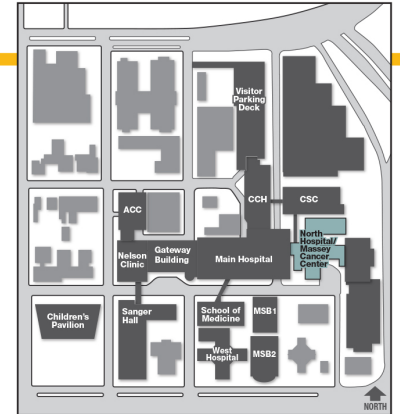 Visitor
Parking
Deck
CCH
CSC
ACC
North
Hospital/
Massey
Cancer
Center
Nelson
Clinic
Gateway
Building
Main Hospital
Children's
Pavilion
Sanger
Hall
School of
Medicine
MSB1
West
Hospital
MSB2
NORTH